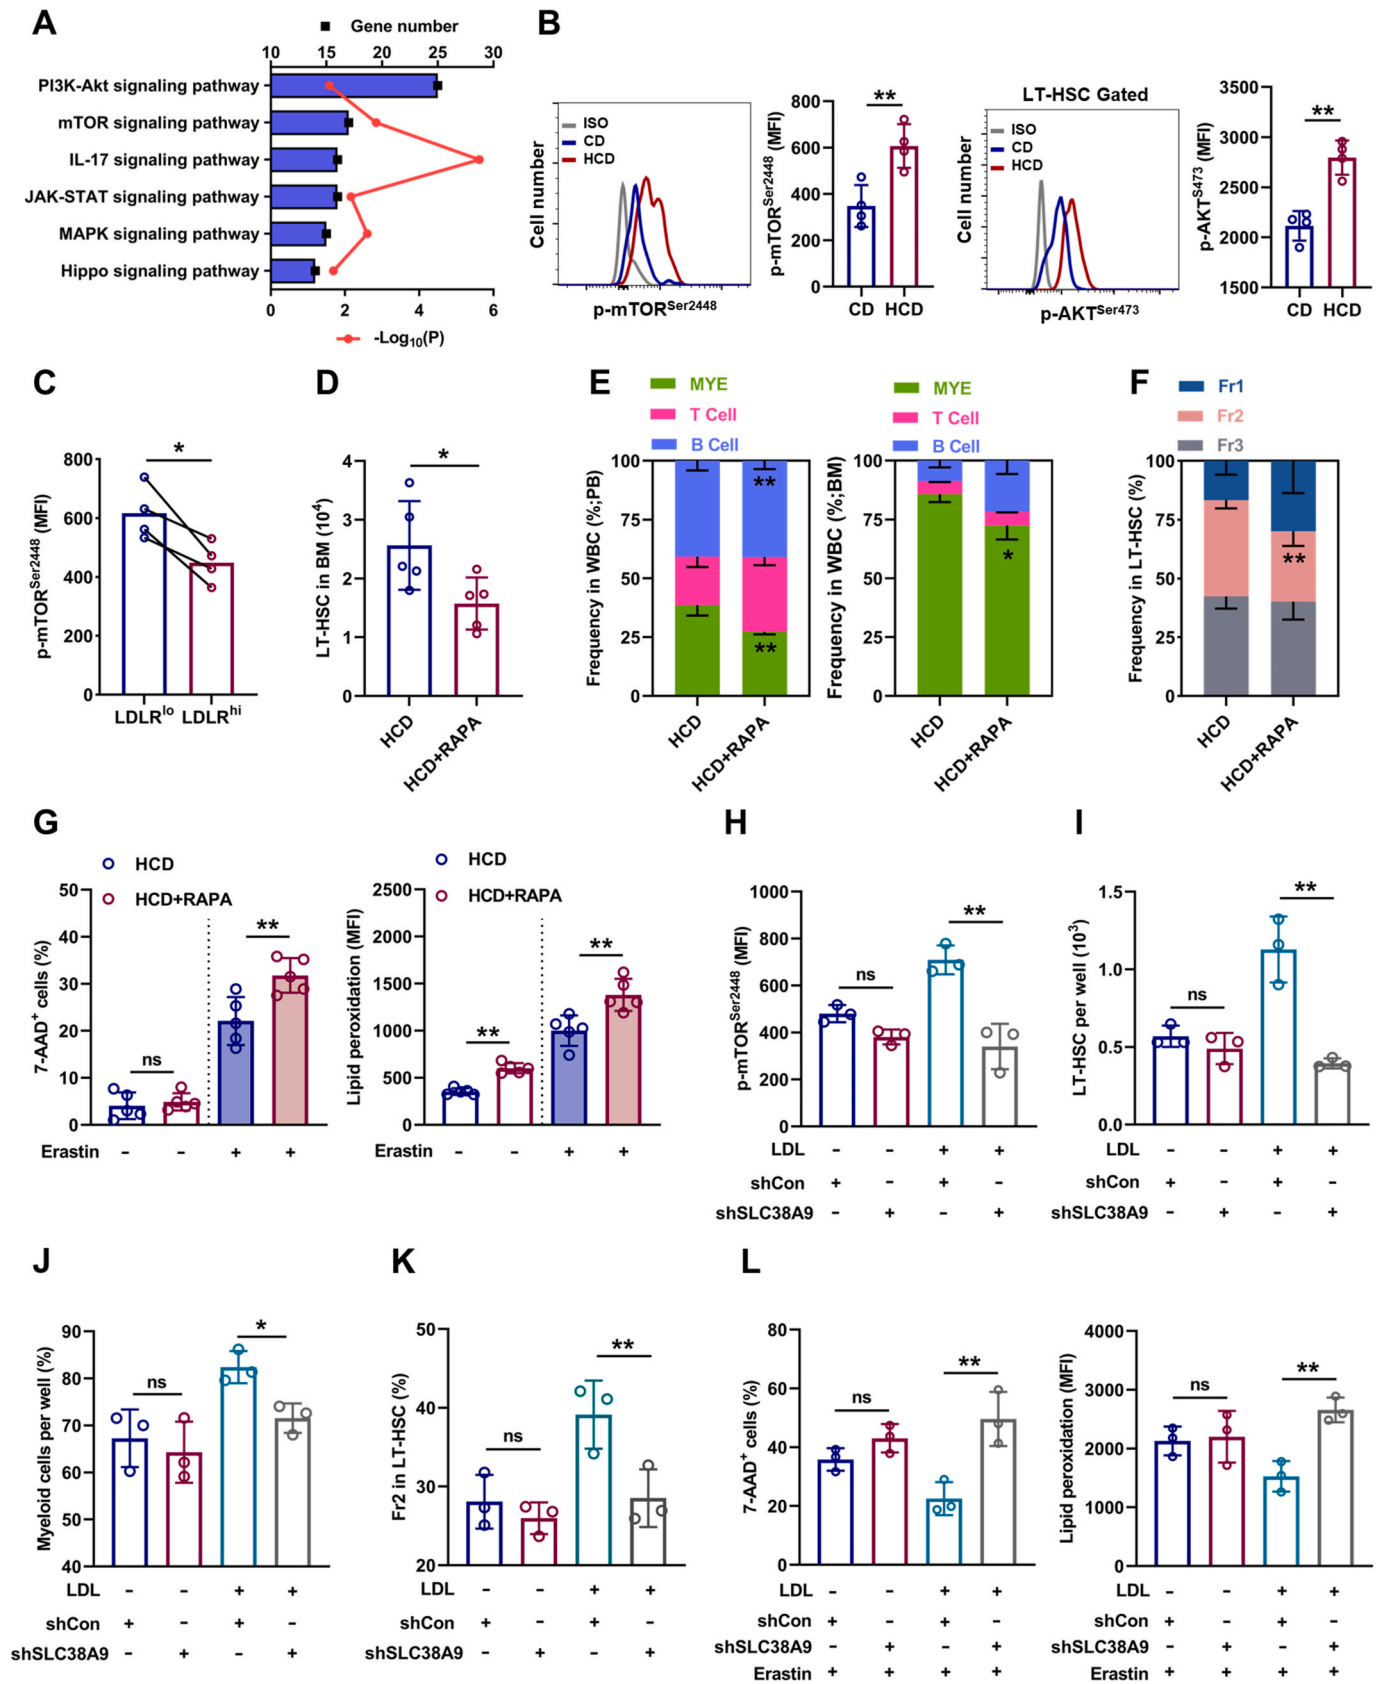 A
Gene number
10 15 20 25 30
PI3K-Akt signaling pathway
mTOR signaling pathway
IL-17 signaling pathway
JAK-STAT signaling pathway
MAPK signaling pathway
Hippo signaling pathway
0 2 4 6
-Log10(P)
B
Cell number
ISO
CD
HCD
p-mTORSer2448
p-mTORSer2448 (MFI)
800
600
400
200
0
**
CD HCD
LT-HSC Gated
Cell number
ISO
CD
HCD
p-AKTSer473
p-AKTS473 (MFI)
3500
3000
2500
2000
1500
**
CD HCD
C
p-mTORSer2448 (MFI)
800
600
400
200
0
*
LDLRlo LDLRhi
D
LT-HSC in BM (104)
4
3
2
1
0
*
HCD
HCD+RAPA
E
MYE
T Cell
B Cell
Frequency in WBC (%;PB)
100
75
50
25
0
**
**
HCD
HCD+RAPA
MYE
T Cell
B Cell
Frequency in WBC (%;BM)
100
75
50
25
0
*
HCD
HCD+RAPA
F
Fr1
Fr2
Fr3
Frequency in LT-HSC (%)
100
75
50
25
0
**
HCD
HCD+RAPA
G
HCD
HCD+RAPA
7-AAD+ cells (%)
50
40
30
20
10
0
ns
**
Erastin - - + +
HCD
HCD+RAPA
Lipid peroxidation (MFI)
2500
2000
1500
1000
500
0
**
**
Erastin - - + +
H
p-mTORSer2448 (MFI)
1000
800
600
400
200
0
ns
**
LDL - - + +
shCon + - + -
shSLC38A9 - + - +
I
LT-HSC per well (103)
1.5
1.0
0.5
0.0
ns
**
LDL - - + +
shCon + - + -
shSLC38A9 - + - +
J
Myeloid cells per well (%)
90
80
70
60
50
40
ns
*
LDL - - + +
shCon + - + -
shSLC38A9 - + - +
K
Fr2 in LT-HSC (%)
50
40
30
20
ns
**
LDL - - + +
shCon + - + -
shSLC38A9 - + - +
L
7-AAD+ cells (%)
80
60
40
20
0
ns
**
LDL - - + +
shCon + - + -
shSLC38A9 - + - +
Erastin + + + +
Lipid peroxidation (MFI)
4000
3000
2000
1000
0
ns
**
LDL - - + +
shCon + - + -
shSLC38A9 - + - +
Erastin + + + +